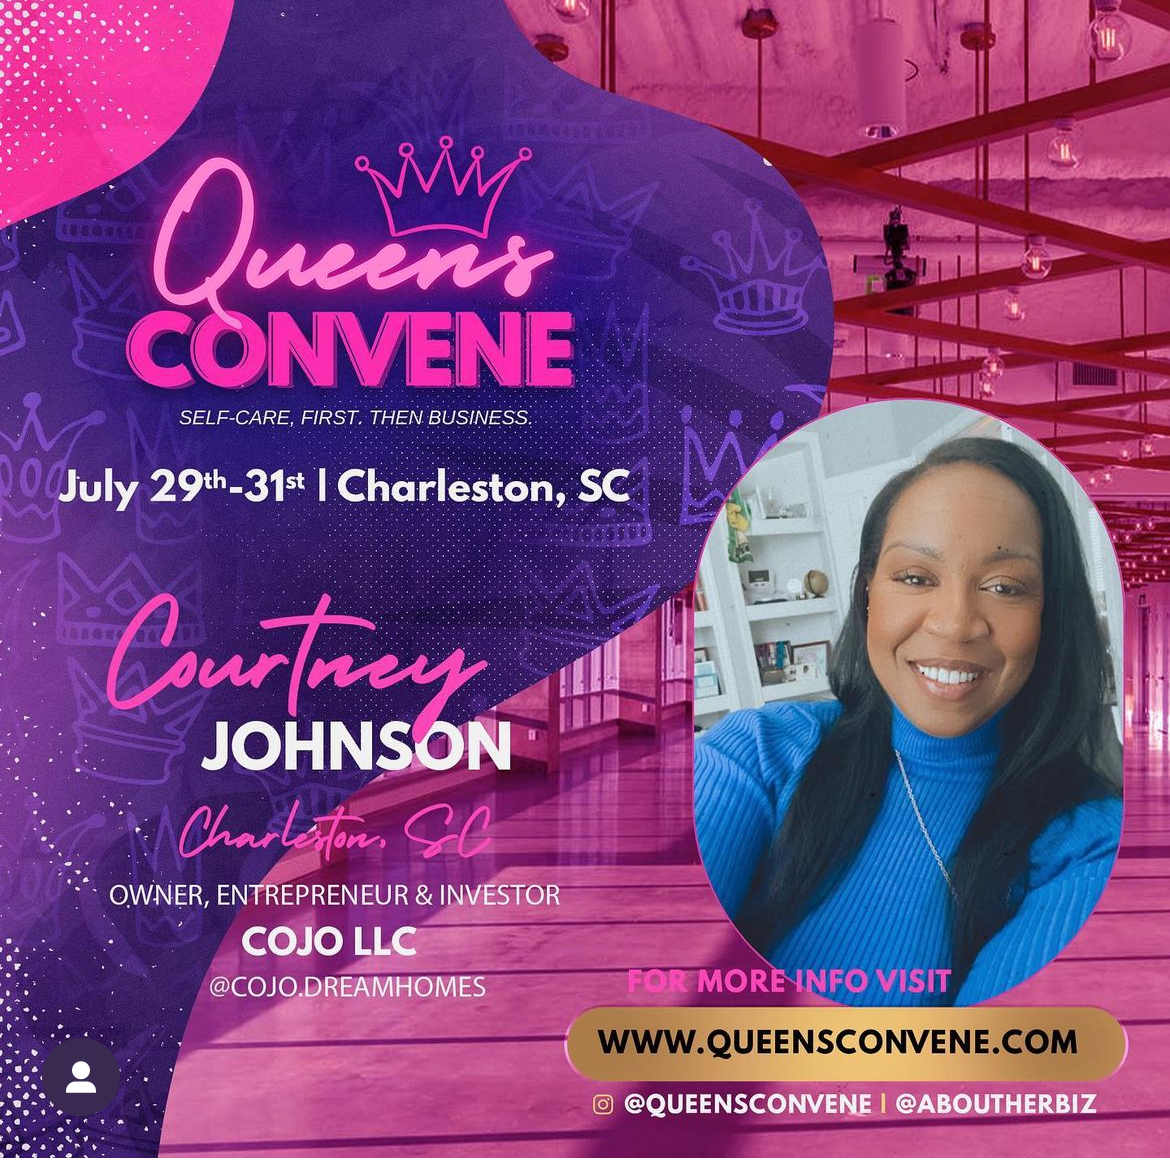 Queens
CONVENE
SELF-CARE, FIRST. THEN BUSINESS.
July 29th-31st | Charleston, SC
Courtney
JOHNSON
Charleston, SC
OWNER, ENTREPRENEUR & INVESTOR
COJO LLC
@COJO.DREAMHOMES
FOR MORE INFO VISIT
WWW.QUEENSCONVENE.COM
@QUEENSCONVENE | @ABOUTHERBIZ